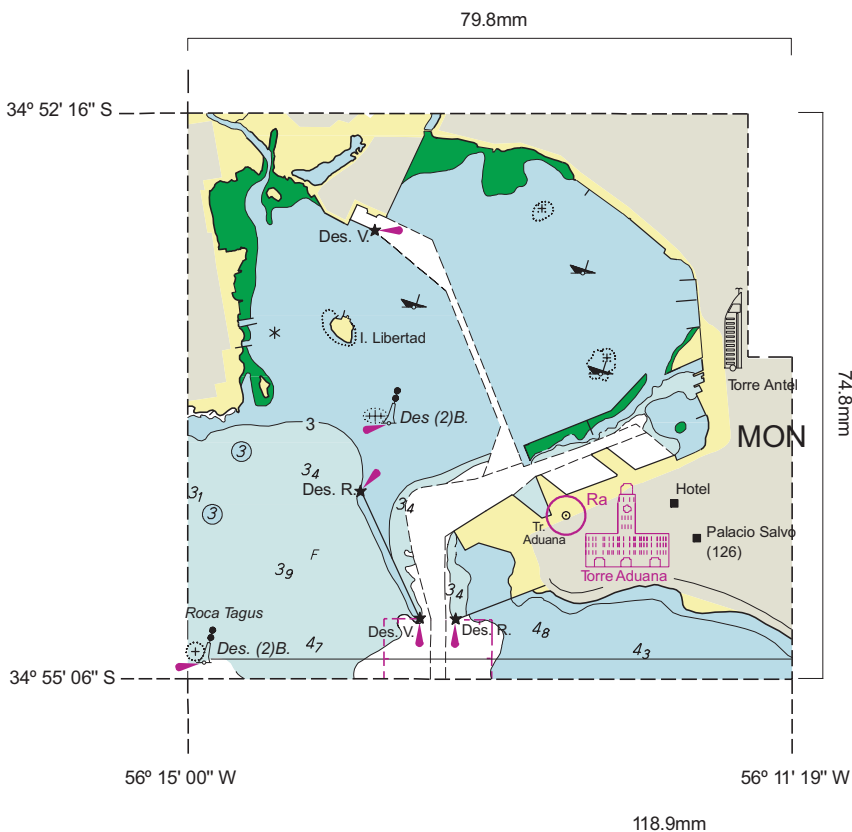 79.8mm
34º 52' 16" S
Des. V.
I. Libertad
Torre Antel
74.8mm
Des (2)B.
3
MON
3
3₄
3₁
Des. R.
3₄
Hotel
Ra
3
Tr.
Aduana
Palacio Salvo
(126)
F
3₉
Torre Aduana
3₄
Roca Tagus
Des. V.
Des. R.
4₈
Des. (2)B.
4₇
4₃
34º 55' 06" S
56º 15' 00" W
56º 11' 19" W
118.9mm